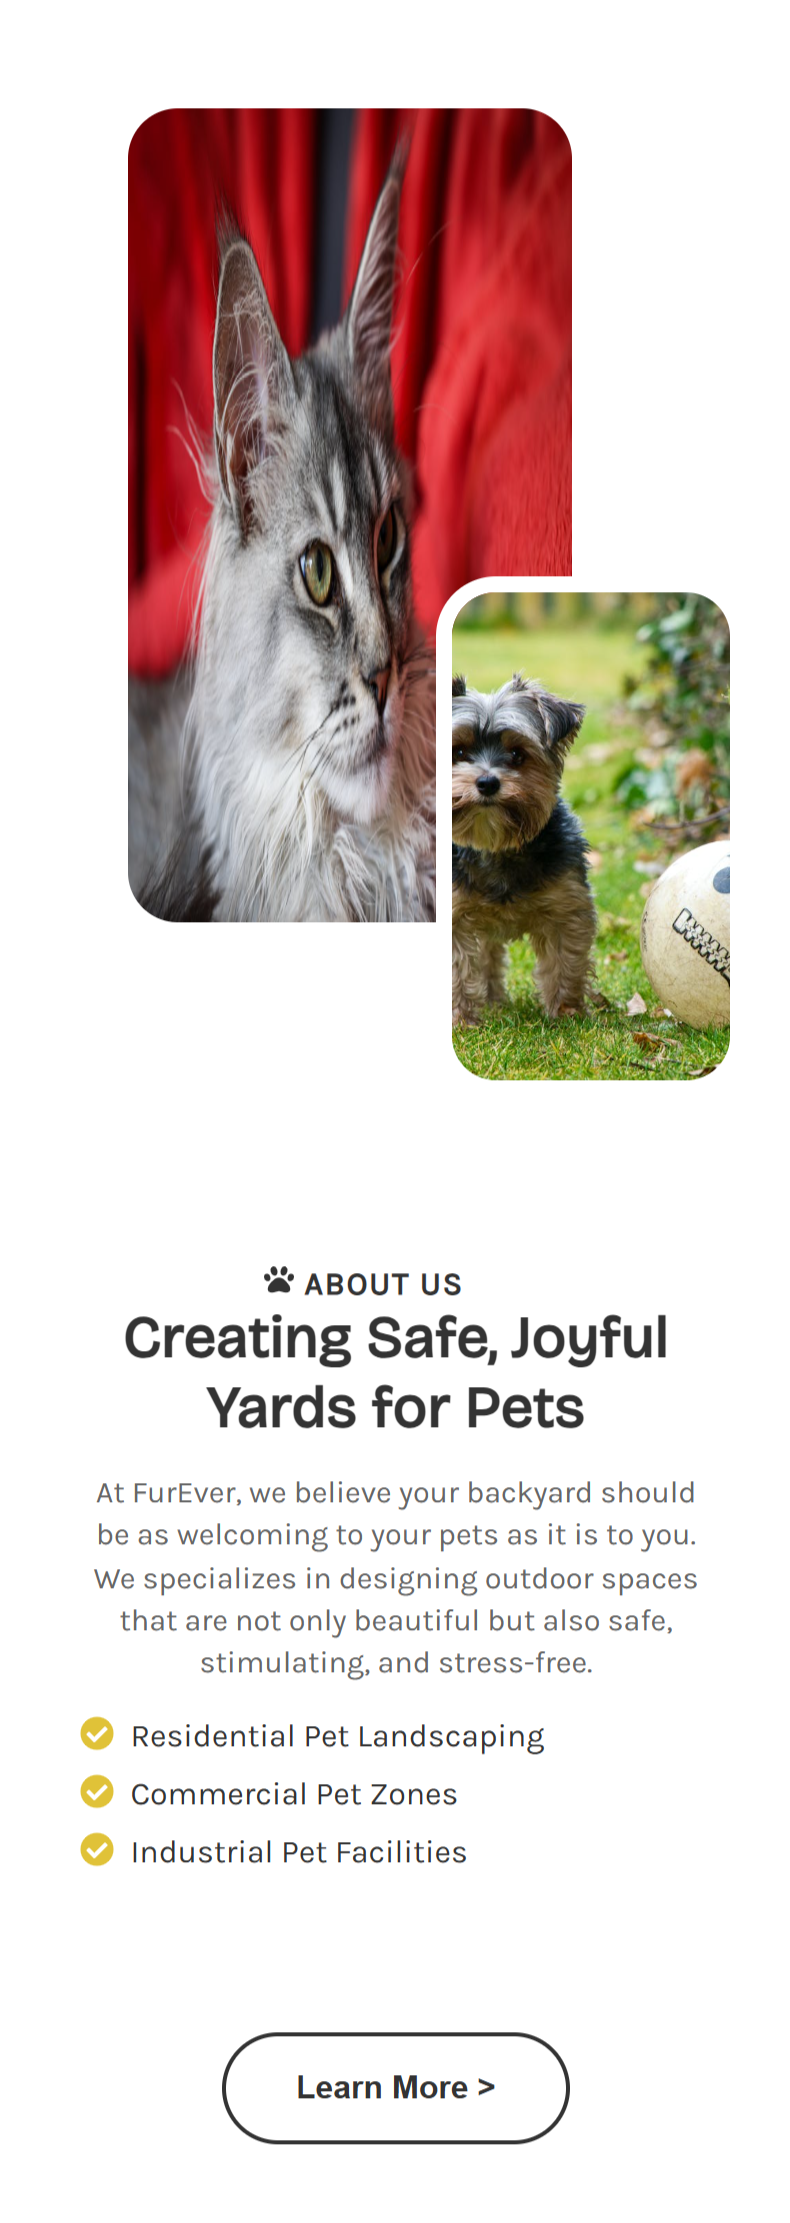 ABOUT US
Creating Safe, Joyful
Yards for Pets
At FurEver, we believe your backyard should
be as welcoming to your pets as it is to you.
We specializes in designing outdoor spaces
that are not only beautiful but also safe,
stimulating, and stress-free.
Residential Pet Landscaping
Commercial Pet Zones
Industrial Pet Facilities
Learn More >